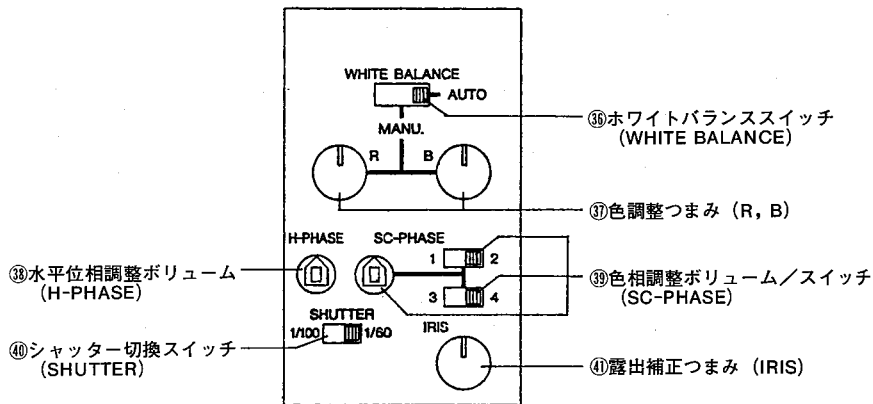 WHITE BALANCE
AUTO
㊱ホワイトバランススイッチ
(WHITE BALANCE)
MANU.
R B
㊲色調整つまみ (R, B)
H-PHASE SC-PHASE
1 2
㊳水平位相調整ボリューム
(H-PHASE)
㊴色相調整ボリューム/スイッチ
(SC-PHASE)
3 4
SHUTTER
1/100 1/60
IRIS
㊵シャッター切換スイッチ
(SHUTTER)
㊶露出補正つまみ (IRIS)